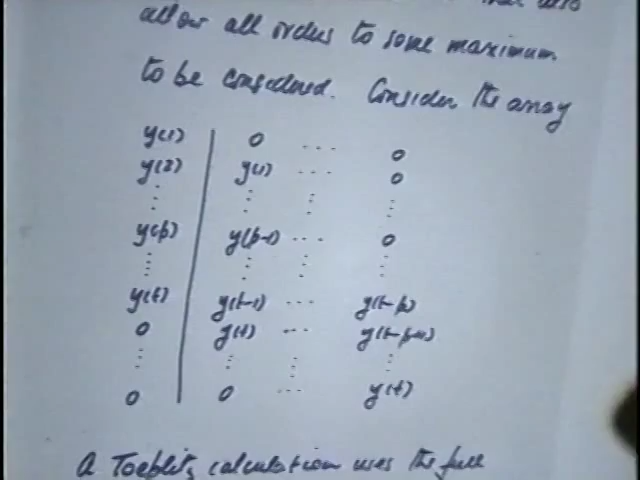 allow all orders to some maximum
to be considered. Consider the array
y(1) | 0 ... 0
y(2) | y(1) ... 0
⋮ ⋮ ⋮ ⋮
y(p) | y(p-1) ... 0
⋮ ⋮ ⋮ ⋮
y(t) | y(t-1) ... y(t-p)
0 | y(t) ... y(t-p+1)
⋮ ⋮ ⋮ ⋮
0 | 0 ... y(t)
A Toeplitz calculation uses the full